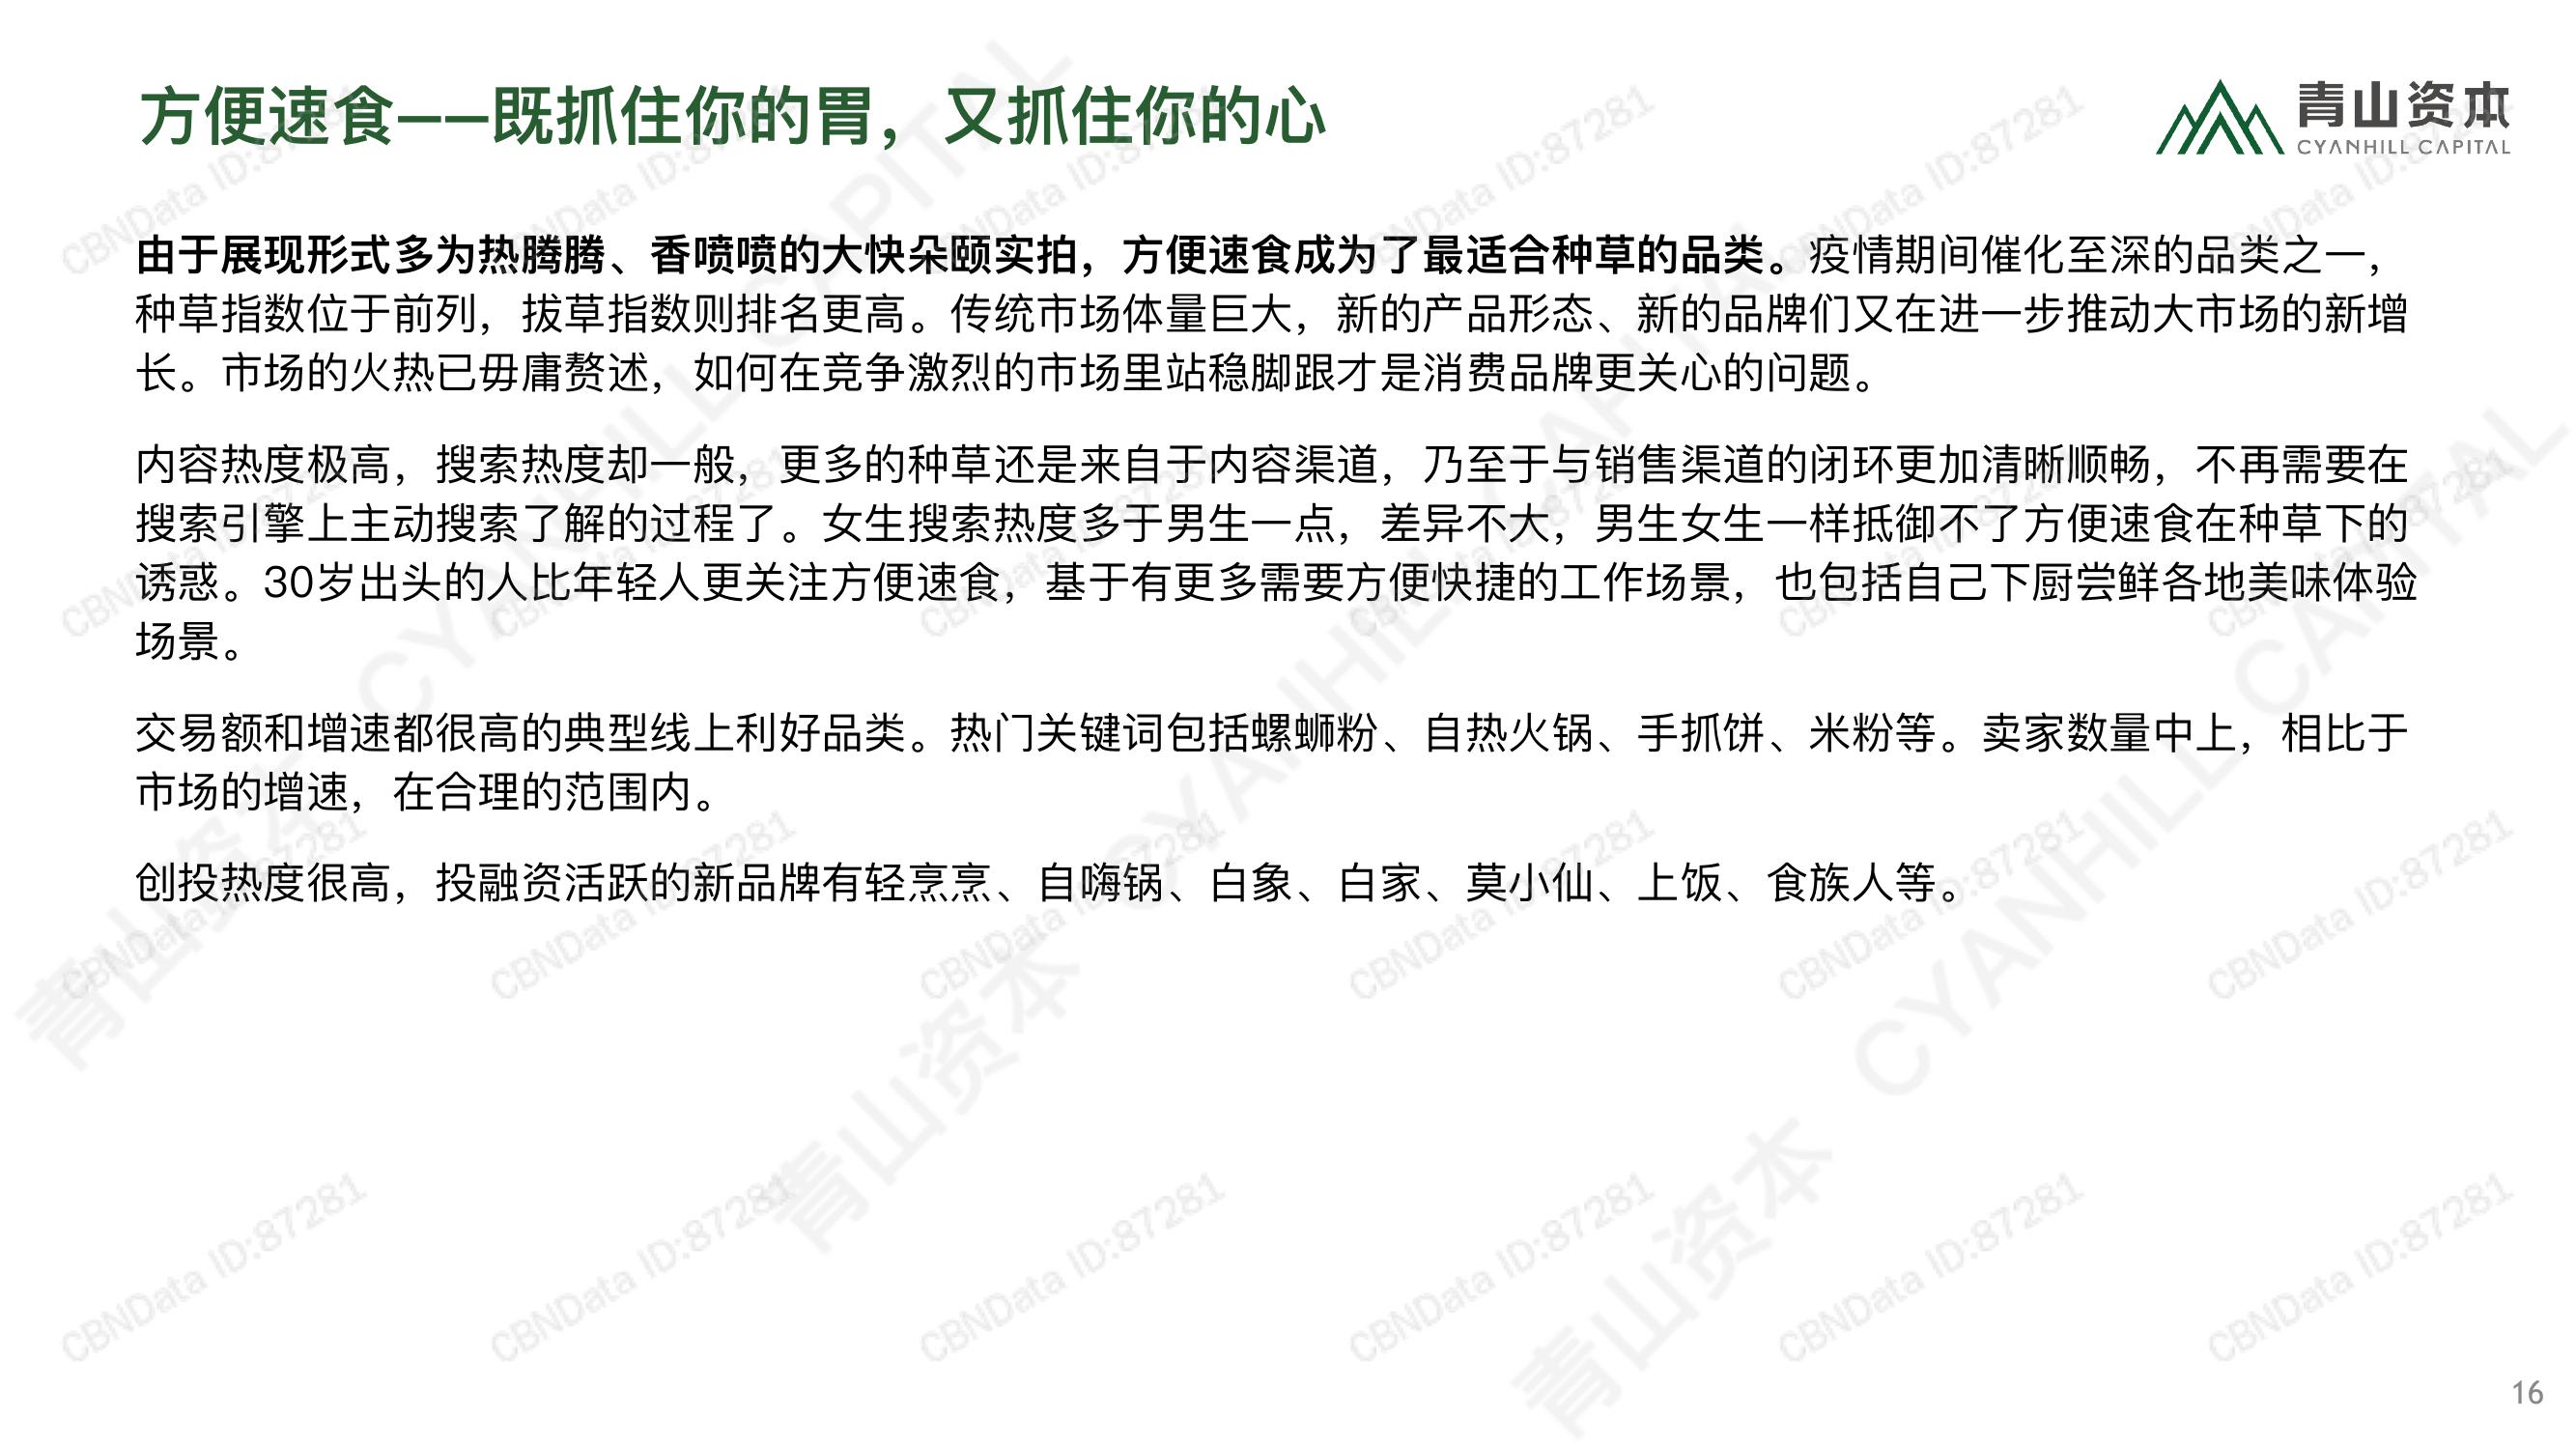 方便速食——既抓住你的胃，又抓住你的心
青山资本
CYANHILL CAPITAL
由于展现形式多为热腾腾、香喷喷的大快朵颐实拍，方便速食成为了最适合种草的品类。疫情期间催化至深的品类之一，
种草指数位于前列，拔草指数则排名更高。传统市场体量巨大，新的产品形态、新的品牌们又在进一步推动大市场的新增
长。市场的火热已毋庸赘述，如何在竞争激烈的市场里站稳脚跟才是消费品牌更关心的问题。
内容热度极高，搜索热度却一般，更多的种草还是来自于内容渠道，乃至于与销售渠道的闭环更加清晰顺畅，不再需要在
搜索引擎上主动搜索了解的过程了。女生搜索热度多于男生一点，差异不大，男生女生一样抵御不了方便速食在种草下的
诱惑。30岁出头的人比年轻人更关注方便速食，基于有更多需要方便快捷的工作场景，也包括自己下厨尝鲜各地美味体验
场景。
交易额和增速都很高的典型线上利好品类。热门关键词包括螺蛳粉、自热火锅、手抓饼、米粉等。卖家数量中上，相比于
市场的增速，在合理的范围内。
创投热度很高，投融资活跃的新品牌有轻烹烹、自嗨锅、白象、白家、莫小仙、上饭、食族人等。
CBNData ID:87281
青山资本 CYANHILL CAPITAL
16